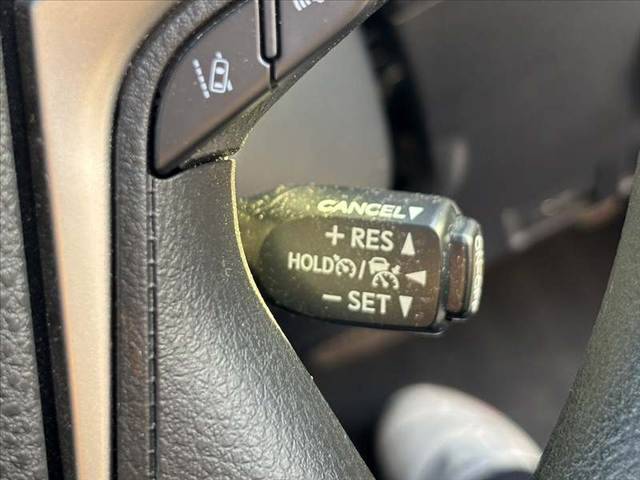 CANCEL▼
+ RES ▲
HOLD / ◄
− SET ▼